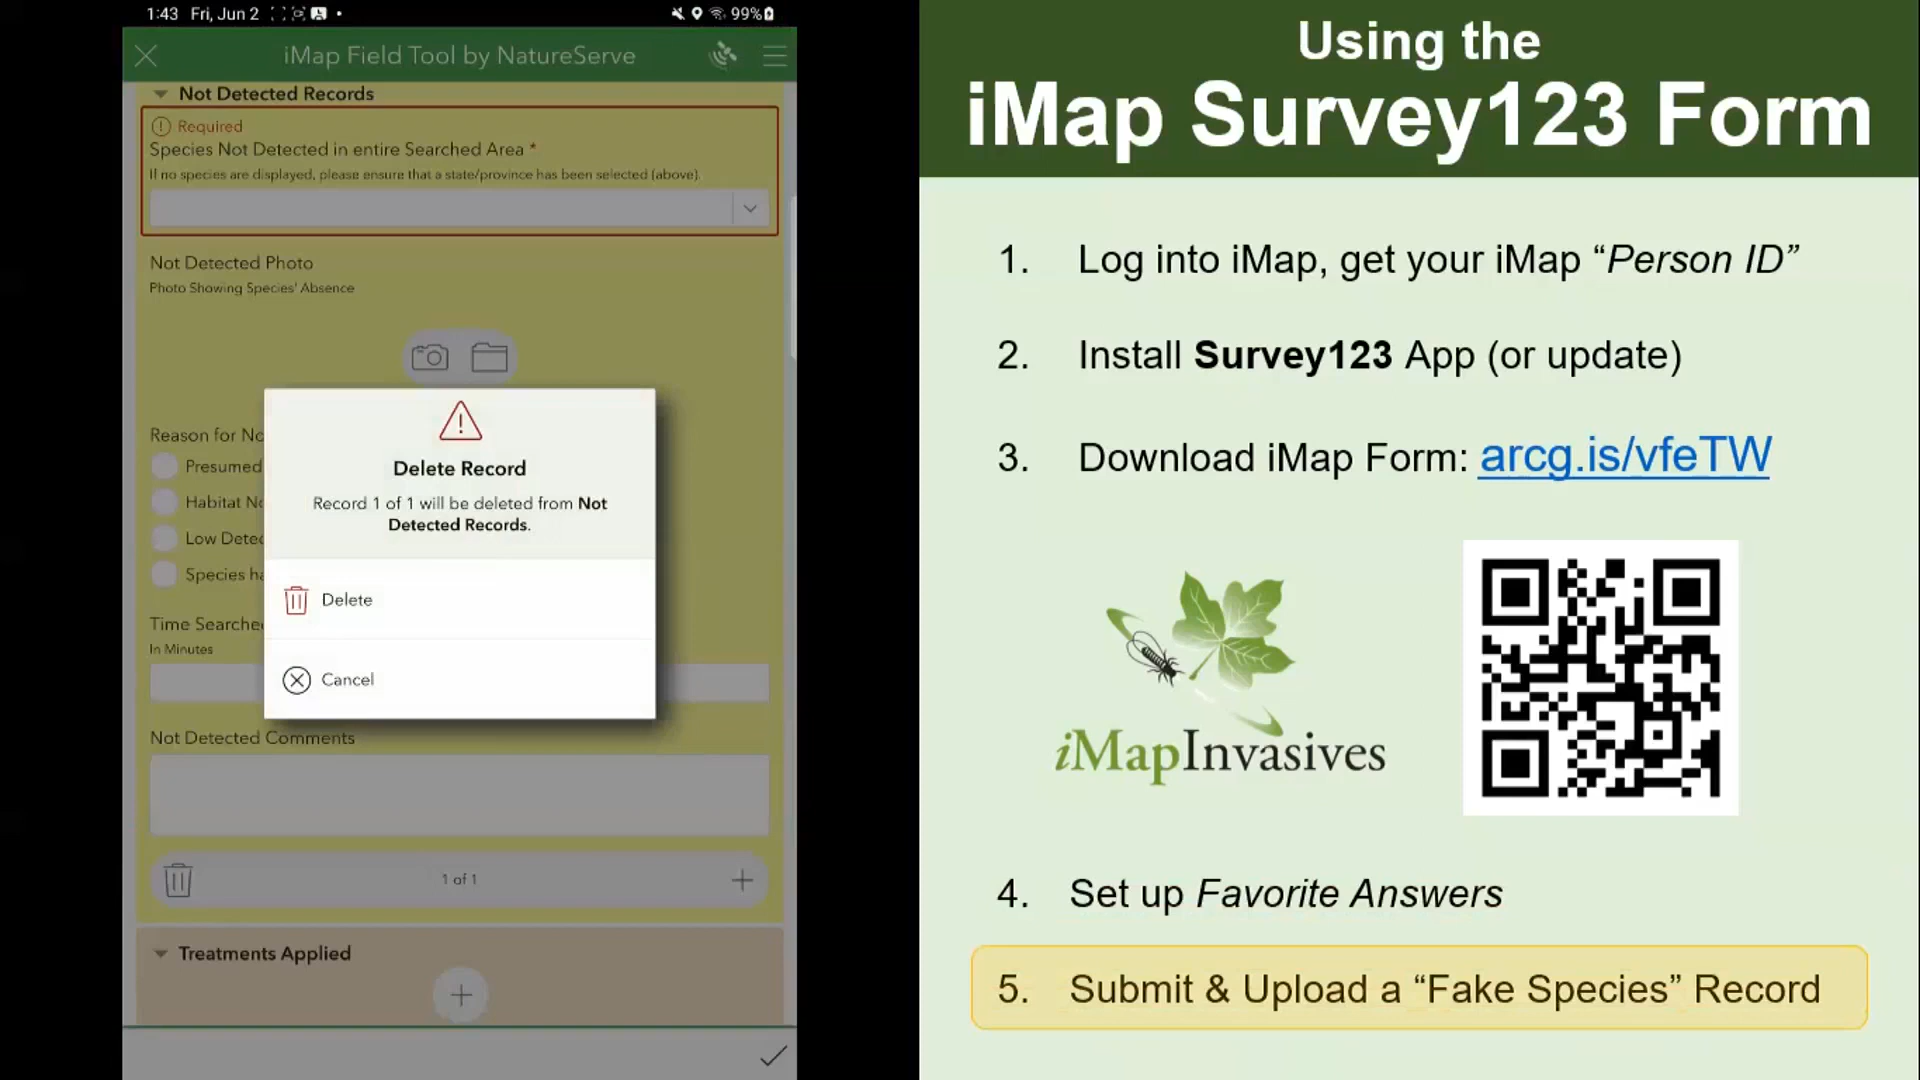 1:43 Fri, Jun 2
99%
iMap Field Tool by NatureServe
Not Detected Records
Required
Species Not Detected in entire Searched Area *
If no species are displayed, please ensure that a state/province has been selected (above).
Not Detected Photo
Photo Showing Species' Absence
Reason for No
Presumed
Habitat No
Low Detec
Species ha
Time Searche
In Minutes
Not Detected Comments
1 of 1
Treatments Applied
Delete Record
Record 1 of 1 will be deleted from Not
Detected Records.
Delete
Cancel
Using the
iMap Survey123 Form
1. Log into iMap, get your iMap “Person ID”
2. Install Survey123 App (or update)
3. Download iMap Form: arcg.is/vfeTW
iMapInvasives
4. Set up Favorite Answers
5. Submit & Upload a “Fake Species” Record